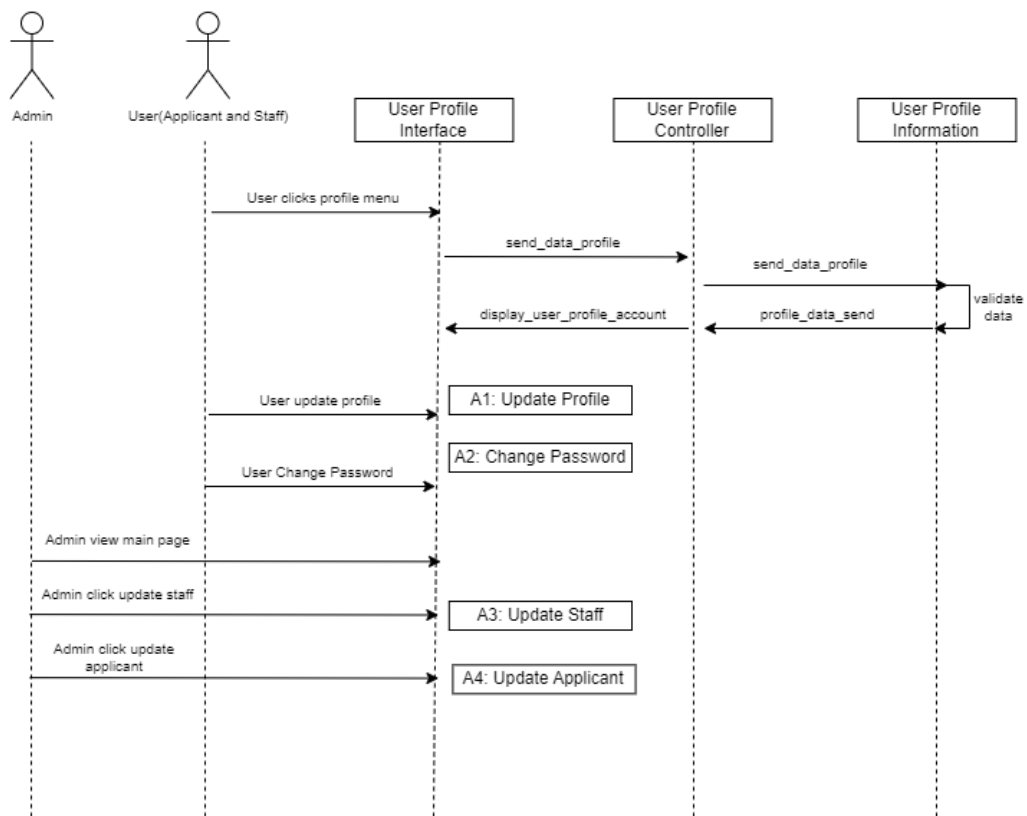 Admin
User(Applicant and Staff)
User Profile
Interface
User Profile
Controller
User Profile
Information
User clicks profile menu
send_data_profile
send_data_profile
validate
data
display_user_profile_account
profile_data_send
User update profile
A1: Update Profile
A2: Change Password
User Change Password
Admin view main page
Admin click update staff
A3: Update Staff
Admin click update
applicant
A4: Update Applicant